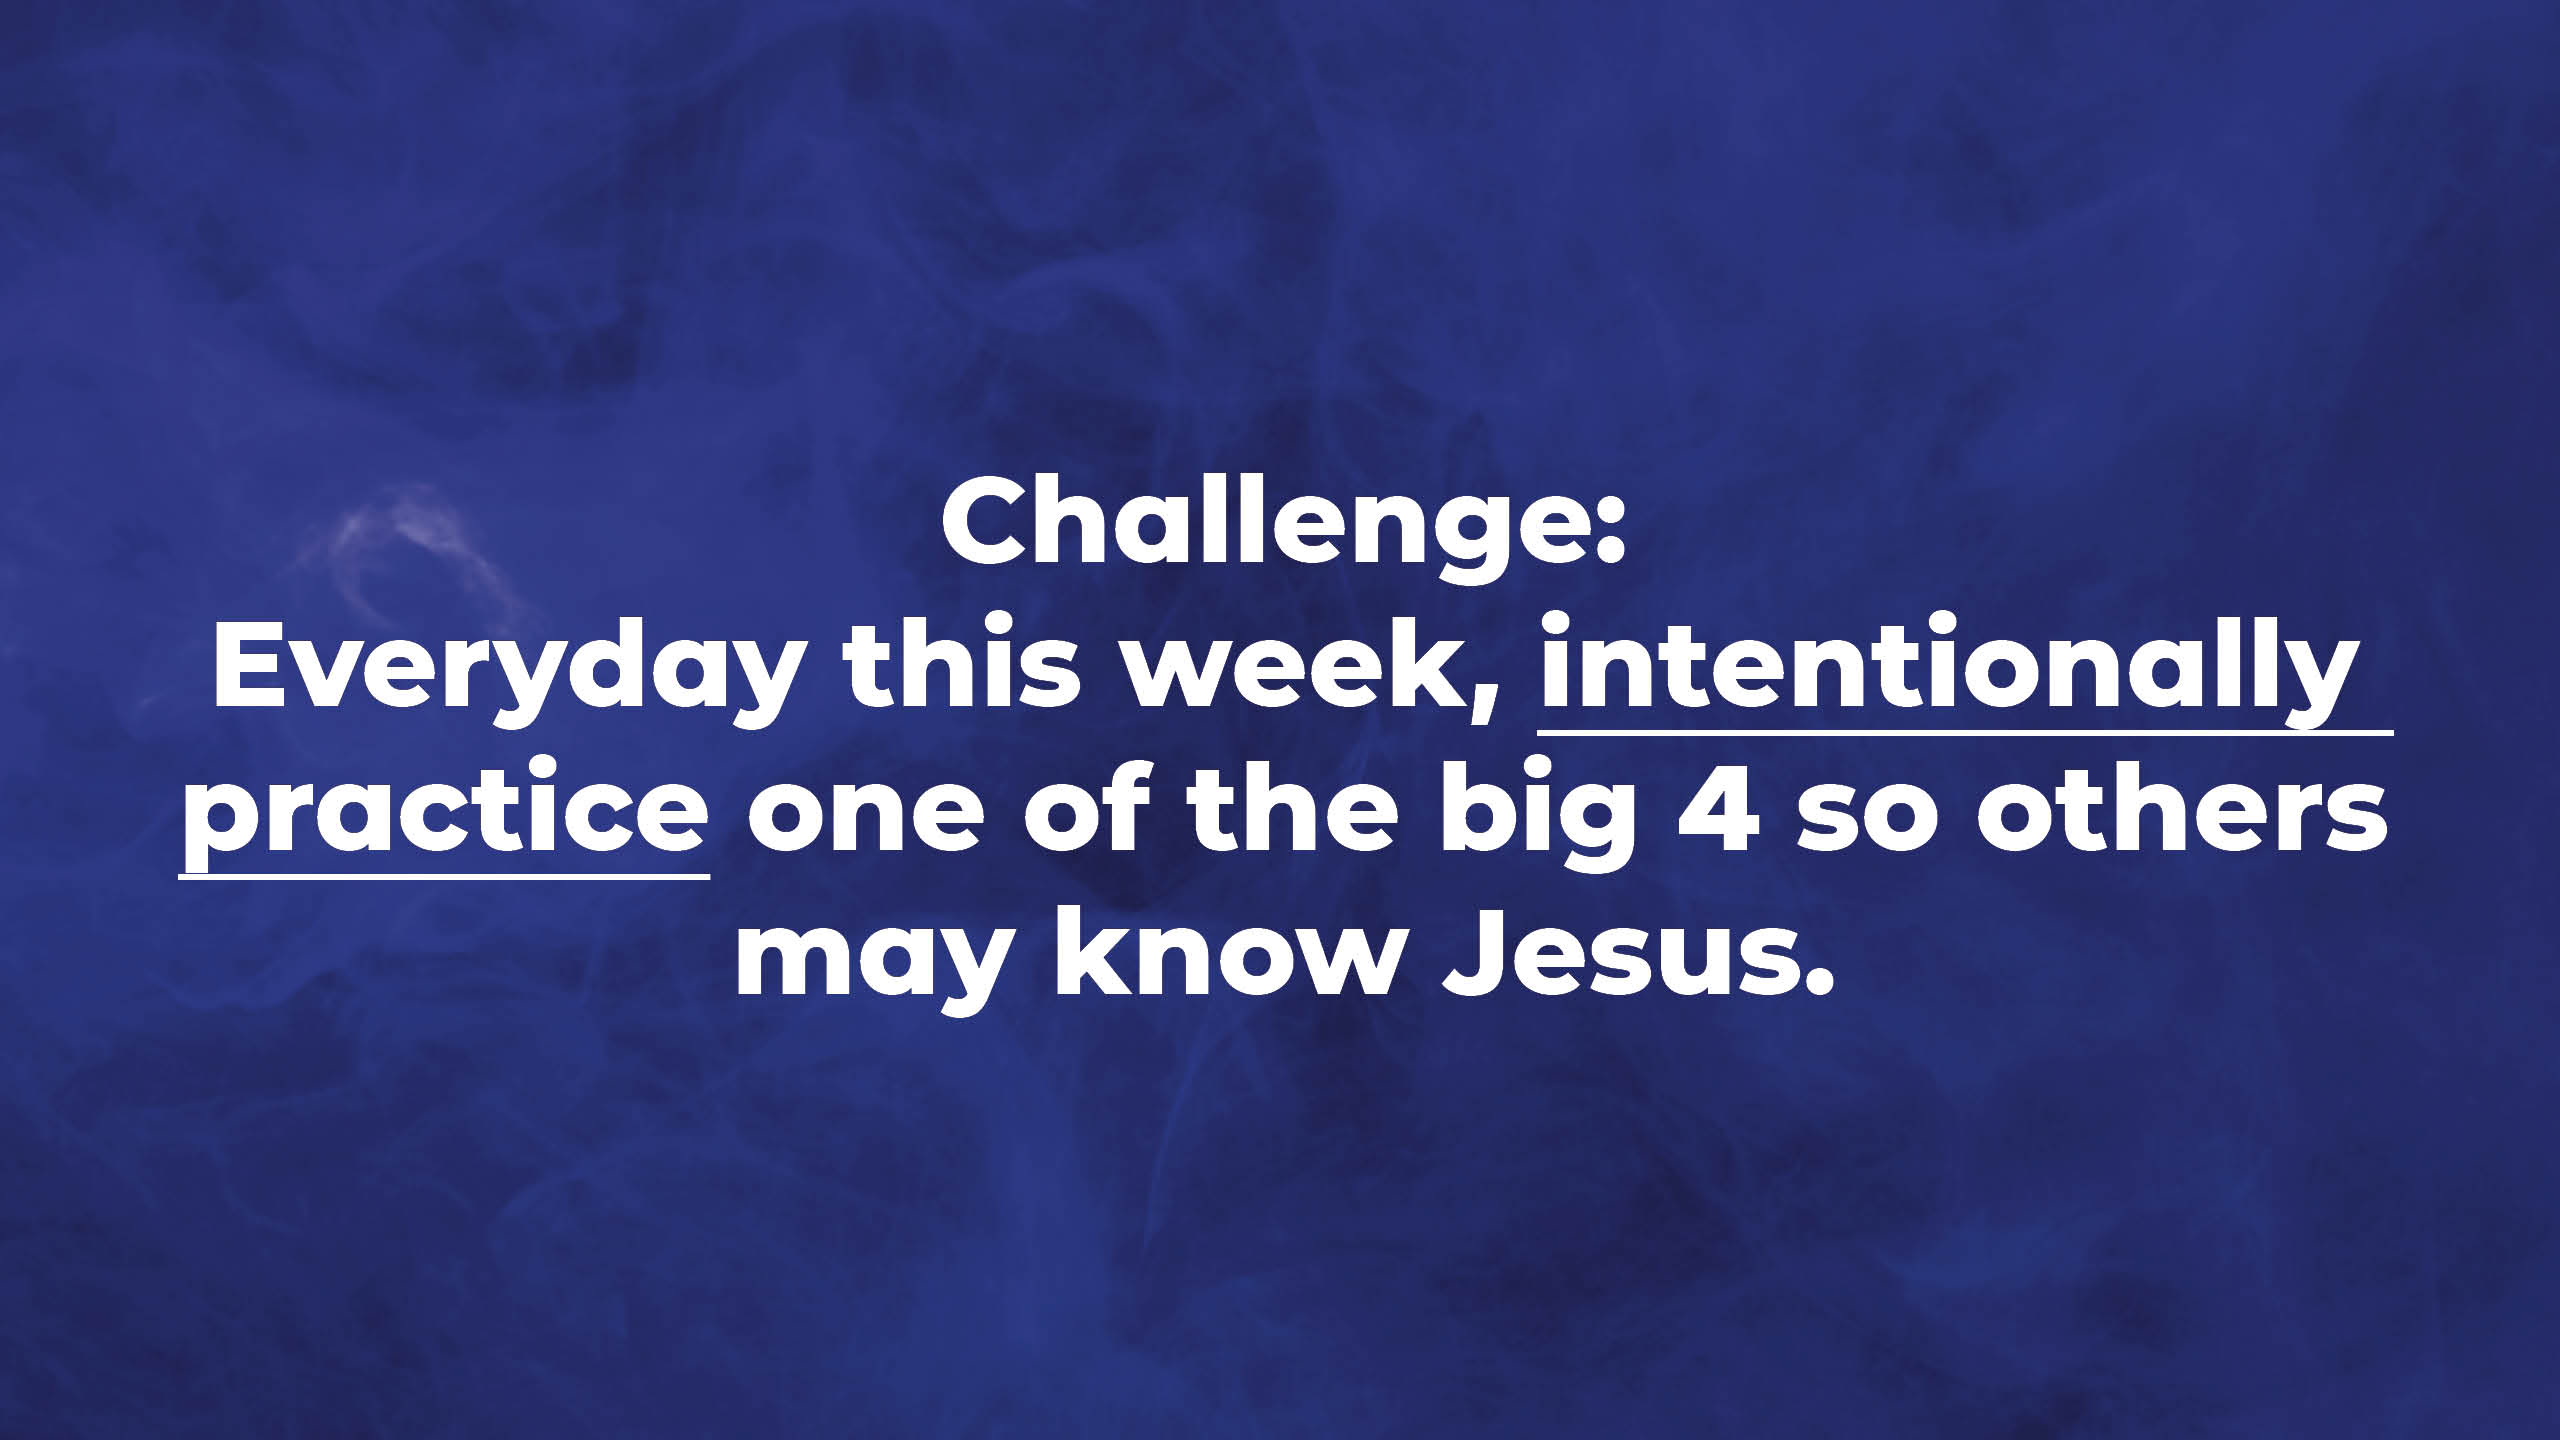 Challenge:
Everyday this week, intentionally
practice one of the big 4 so others
may know Jesus.